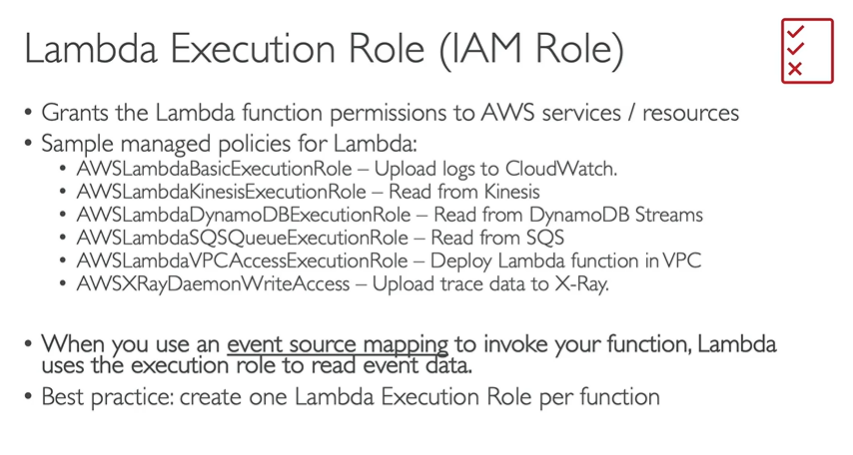 Lambda Execution Role (IAM Role)
• Grants the Lambda function permissions to AWS services / resources
• Sample managed policies for Lambda:
• AWSLambdaBasicExecutionRole – Upload logs to CloudWatch.
• AWSLambdaKinesisExecutionRole – Read from Kinesis
• AWSLambdaDynamoDBExecutionRole – Read from DynamoDB Streams
• AWSLambdaSQSQueueExecutionRole – Read from SQS
• AWSLambdaVPCAccessExecutionRole – Deploy Lambda function in VPC
• AWSXRayDaemonWriteAccess – Upload trace data to X-Ray.
• When you use an event source mapping to invoke your function, Lambda
uses the execution role to read event data.
• Best practice: create one Lambda Execution Role per function